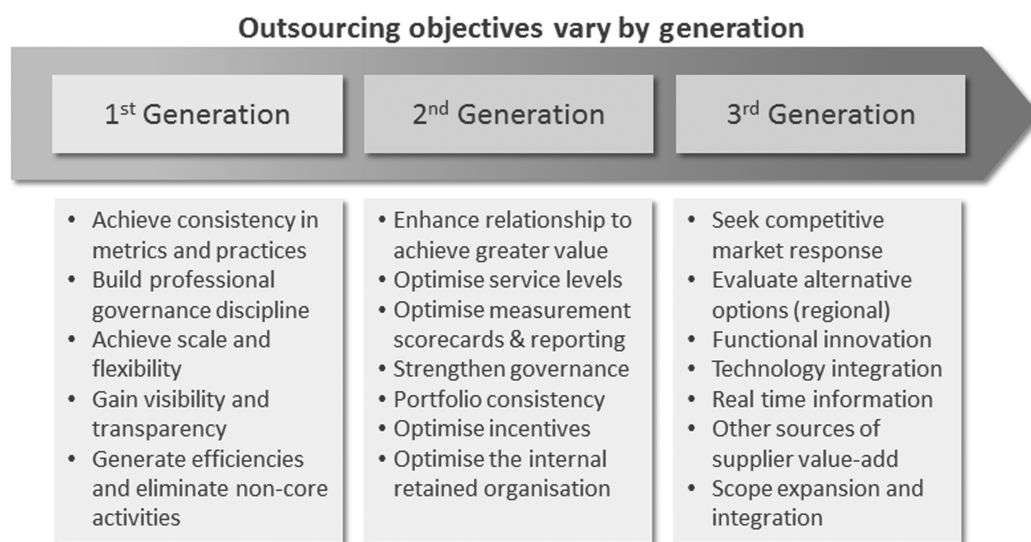 Outsourcing objectives vary by generation
1st Generation
2nd Generation
3rd Generation
• Achieve consistency in
metrics and practices
• Build professional
governance discipline
• Achieve scale and
flexibility
• Gain visibility and
transparency
• Generate efficiencies
and eliminate non-core
activities
• Enhance relationship to
achieve greater value
• Optimise service levels
• Optimise measurement
scorecards & reporting
• Strengthen governance
• Portfolio consistency
• Optimise incentives
• Optimise the internal
retained organisation
• Seek competitive
market response
• Evaluate alternative
options (regional)
• Functional innovation
• Technology integration
• Real time information
• Other sources of
supplier value-add
• Scope expansion and
integration